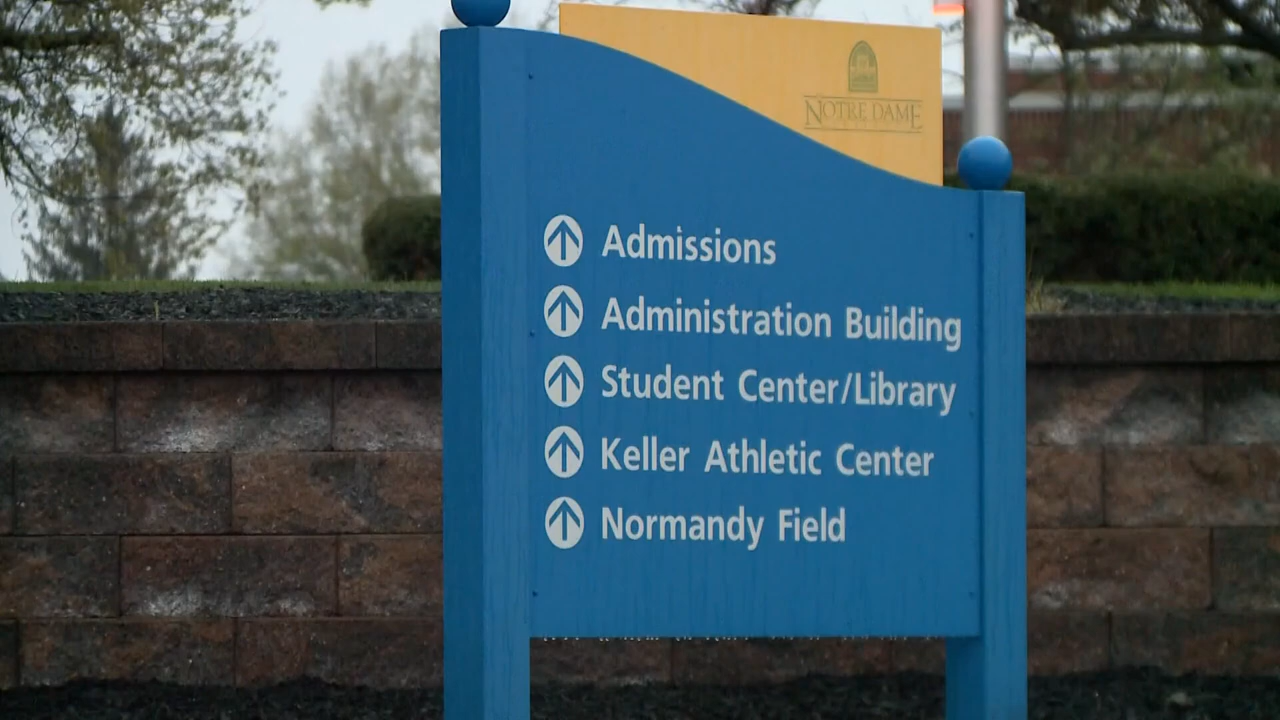 NOTRE DAME
Admissions
Administration Building
Student Center/Library
Keller Athletic Center
Normandy Field